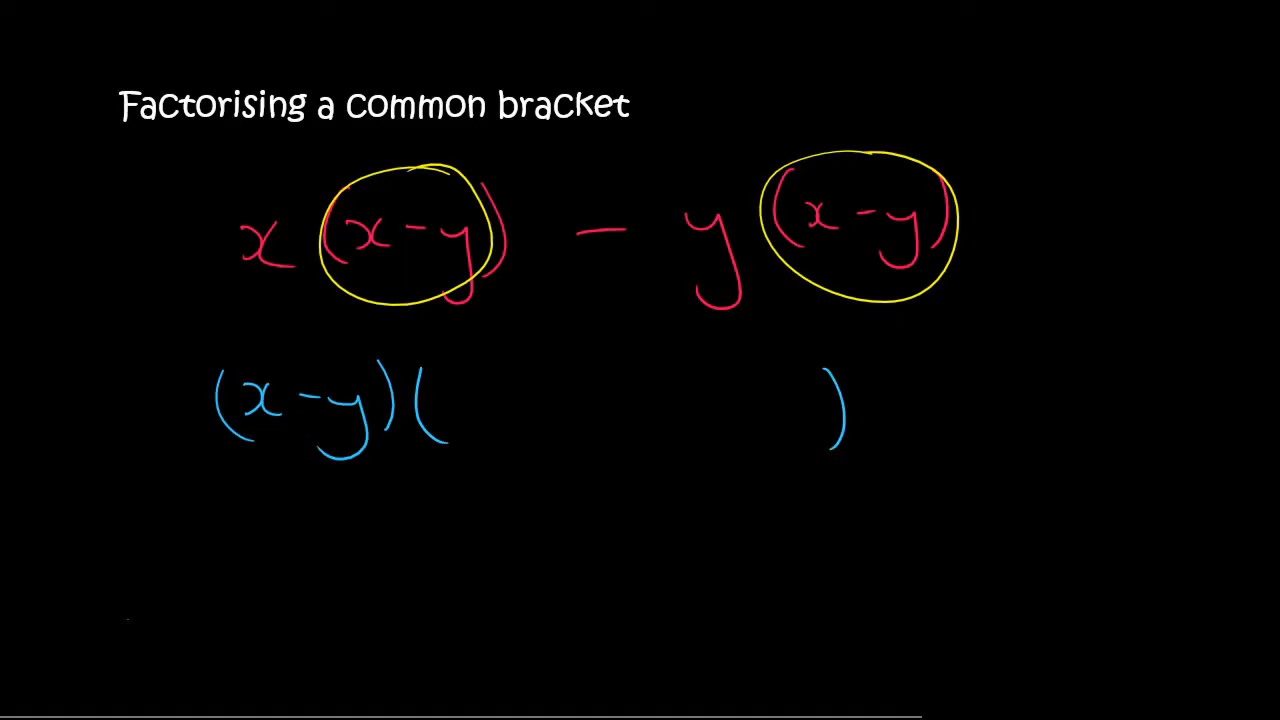 Factorising a common bracket
x (x-y) - y (x-y)
(x-y)( )